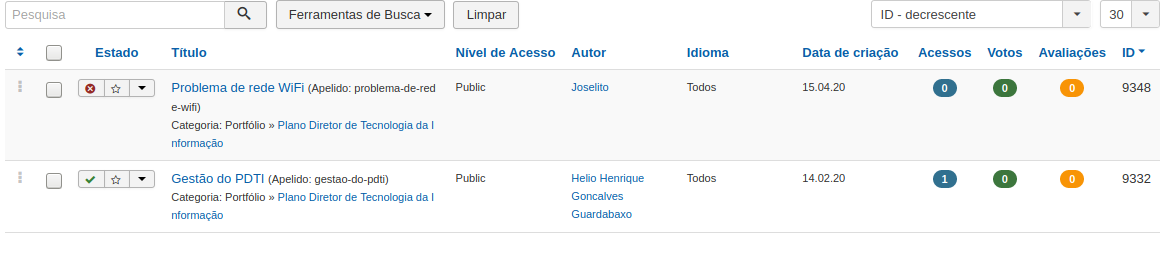 Pesquisa Ferramentas de Busca Limpar ID - decrescente 30
Estado Título Nível de Acesso Autor Idioma Data de criação Acessos Votos Avaliações ID
Problema de rede WiFi (Apelido: problema-de-red Public Joselito Todos 15.04.20 0 0 0 9348
e-wifi)
Categoria: Portfólio » Plano Diretor de Tecnologia da I
nformação
Gestão do PDTI (Apelido: gestao-do-pdti) Public Helio Henrique Todos 14.02.20 1 0 0 9332
Categoria: Portfólio » Plano Diretor de Tecnologia da I Goncalves
nformação Guardabaxo